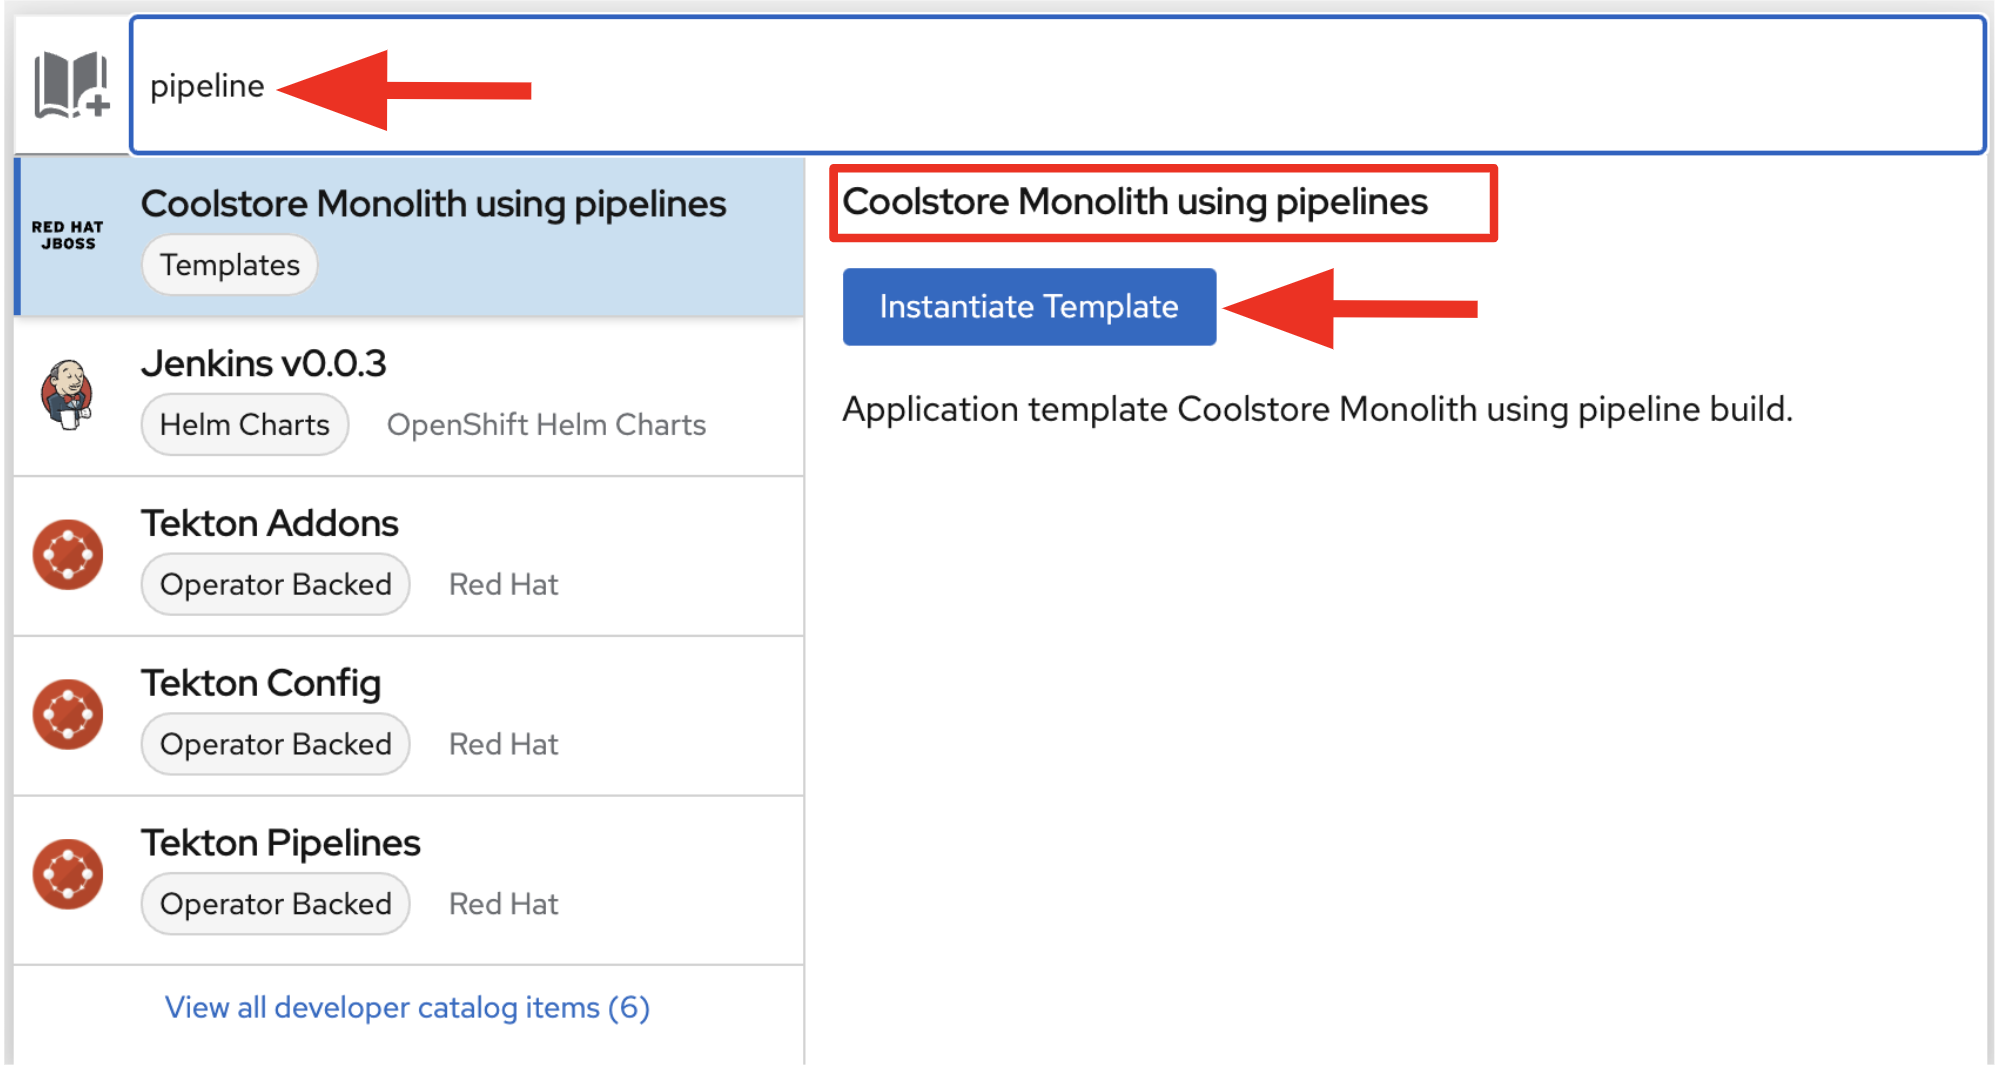 pipeline
RED HAT
JBOSS
Coolstore Monolith using pipelines
Templates
Jenkins v0.0.3
Helm Charts OpenShift Helm Charts
Tekton Addons
Operator Backed Red Hat
Tekton Config
Operator Backed Red Hat
Tekton Pipelines
Operator Backed Red Hat
View all developer catalog items (6)
Coolstore Monolith using pipelines
Instantiate Template
Application template Coolstore Monolith using pipeline build.